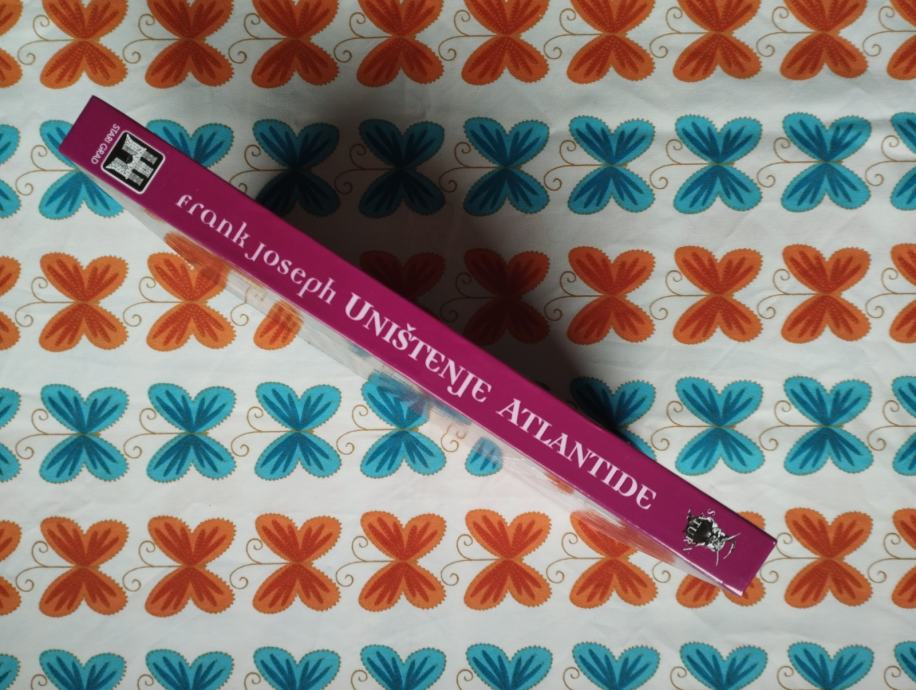 STARI GRAD
Frank Joseph UNIŠTENJE ATLANTIDE